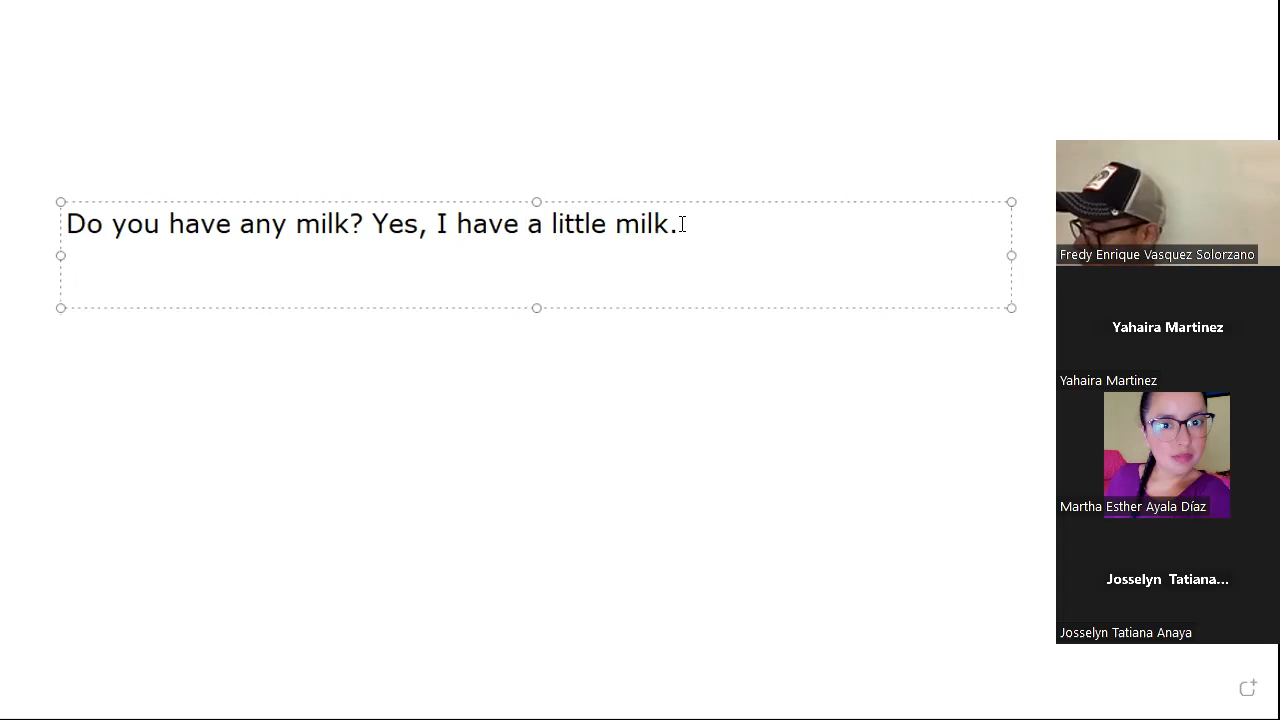 Do you have any milk? Yes, I have a little milk.
Fredy Enrique Vasquez Solorzano
Yahaira Martinez
Yahaira Martinez
Martha Esther Ayala Díaz
Josselyn Tatiana...
Josselyn Tatiana Anaya